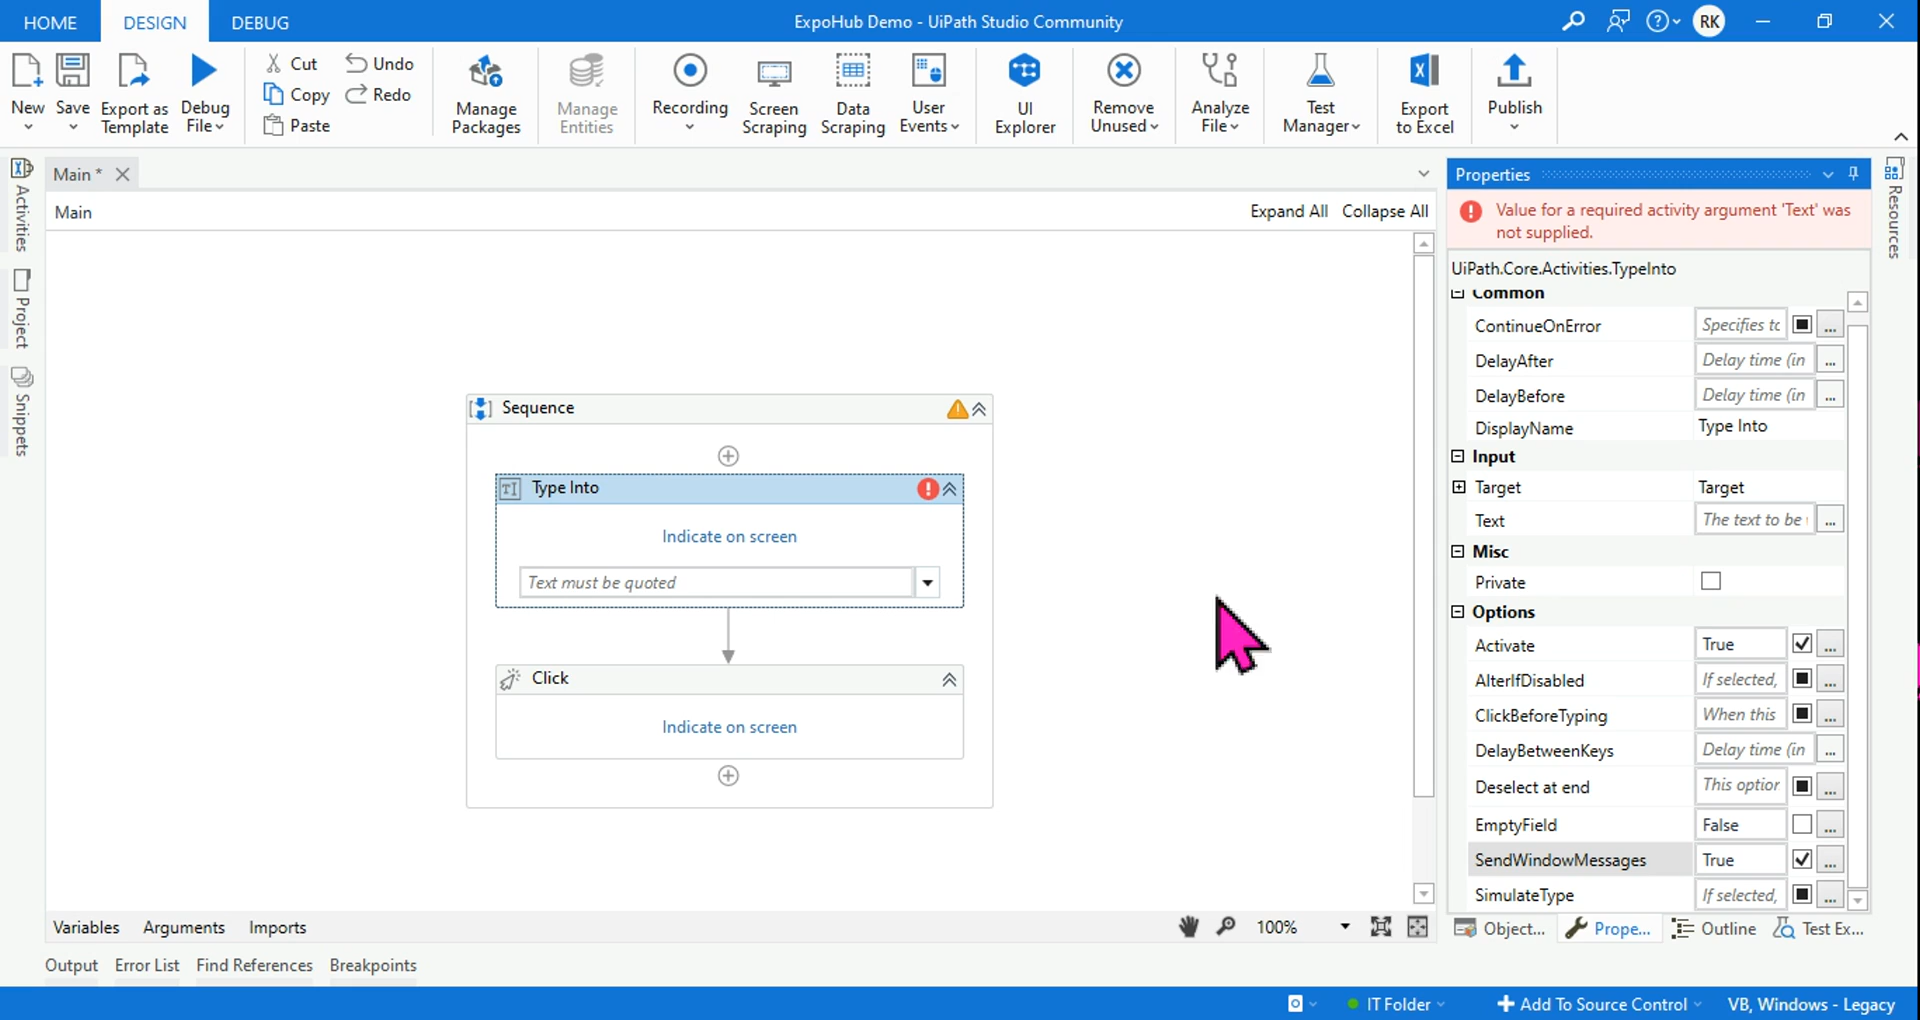 HOME DESIGN DEBUG ExpoHub Demo - UiPath Studio Community RK
New Save Export as Template Debug File Cut Copy Paste Undo Redo Manage Packages Manage Entities Recording Screen Scraping Data Scraping User Events UI Explorer Remove Unused Analyze File Test Manager Export to Excel Publish
Activities
Project
Snippets
Main *
Main Expand All Collapse All
Sequence
Type Into
Indicate on screen
Text must be quoted
Click
Indicate on screen
Properties
Value for a required activity argument 'Text' was
not supplied.
UiPath.Core.Activities.TypeInto
Common
ContinueOnError Specifies tc ...
DelayAfter Delay time (in ...
DelayBefore Delay time (in ...
DisplayName Type Into
Input
Target Target
Text The text to be ...
Misc
Private
Options
Activate True ...
AlterIfDisabled If selected, ...
ClickBeforeTyping When this ...
DelayBetweenKeys Delay time (in ...
Deselect at end This option ...
EmptyField False ...
SendWindowMessages True ...
SimulateType If selected, ...
Resources
Variables Arguments Imports 100% Object... Prope... Outline Test Ex...
Output Error List Find References Breakpoints
IT Folder Add To Source Control VB, Windows - Legacy